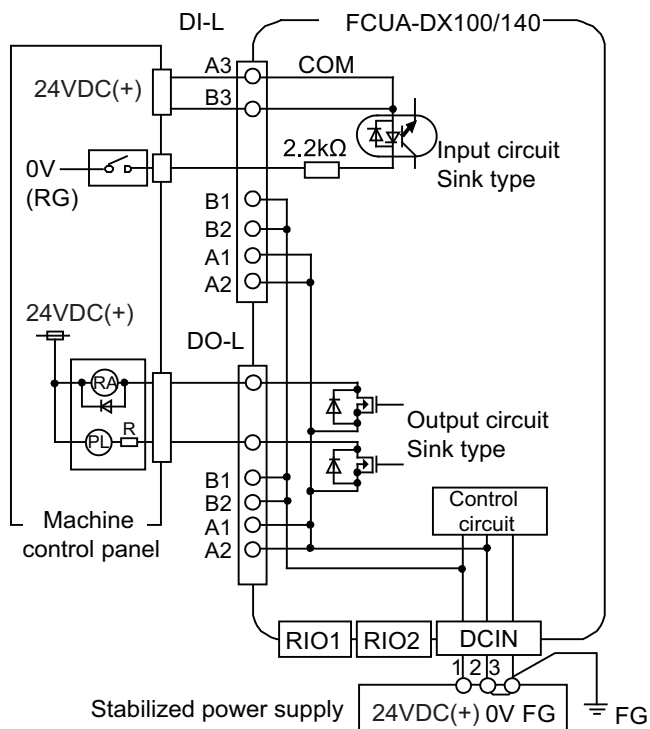 DI-L
FCUA-DX100/140
24VDC(+)
A3
COM
B3
2.2kΩ
0V
(RG)
Input circuit
Sink type
B1
B2
A1
A2
24VDC(+)
DO-L
RA
PL
R
Output circuit
Sink type
B1
B2
A1
A2
Machine
control panel
Control
circuit
RIO1
RIO2
DCIN
1 2 3
Stabilized power supply
24VDC(+) 0V FG
FG